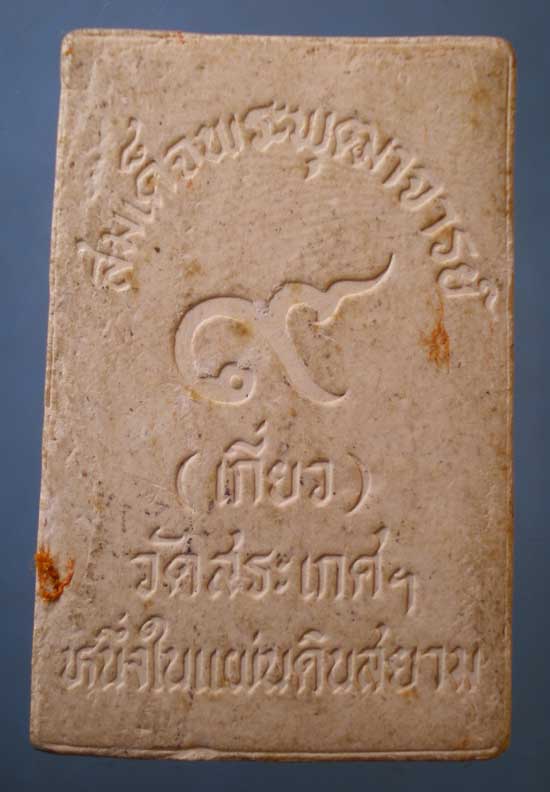 สมเด็จพระพุฒาจารย์
๙
(เกี่ยว)
วัดสระเกศฯ
หนึ่งในแผ่นดินสยาม